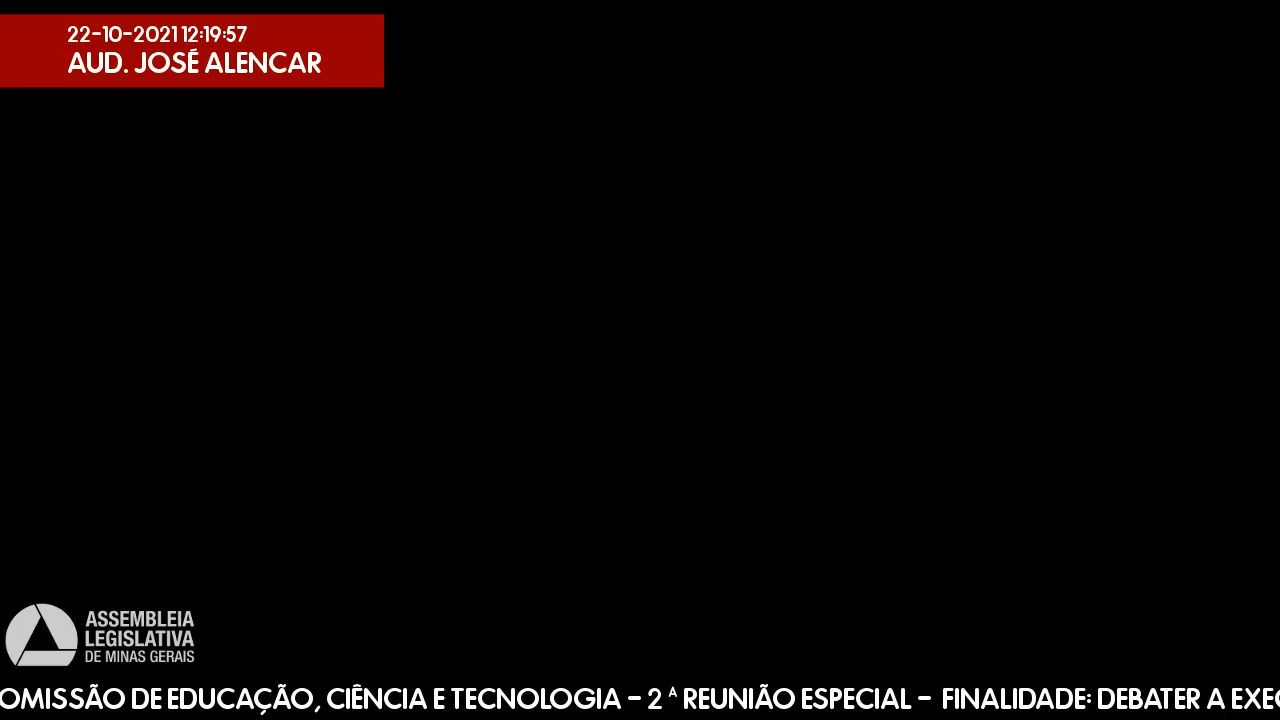 22-10-2021 12:19:57
AUD. JOSÉ ALENCAR
ASSEMBLEIA
LEGISLATIVA
DE MINAS GERAIS
OMISSÃO DE EDUCAÇÃO, CIÊNCIA E TECNOLOGIA - 2 ª REUNIÃO ESPECIAL - FINALIDADE: DEBATER A EXE